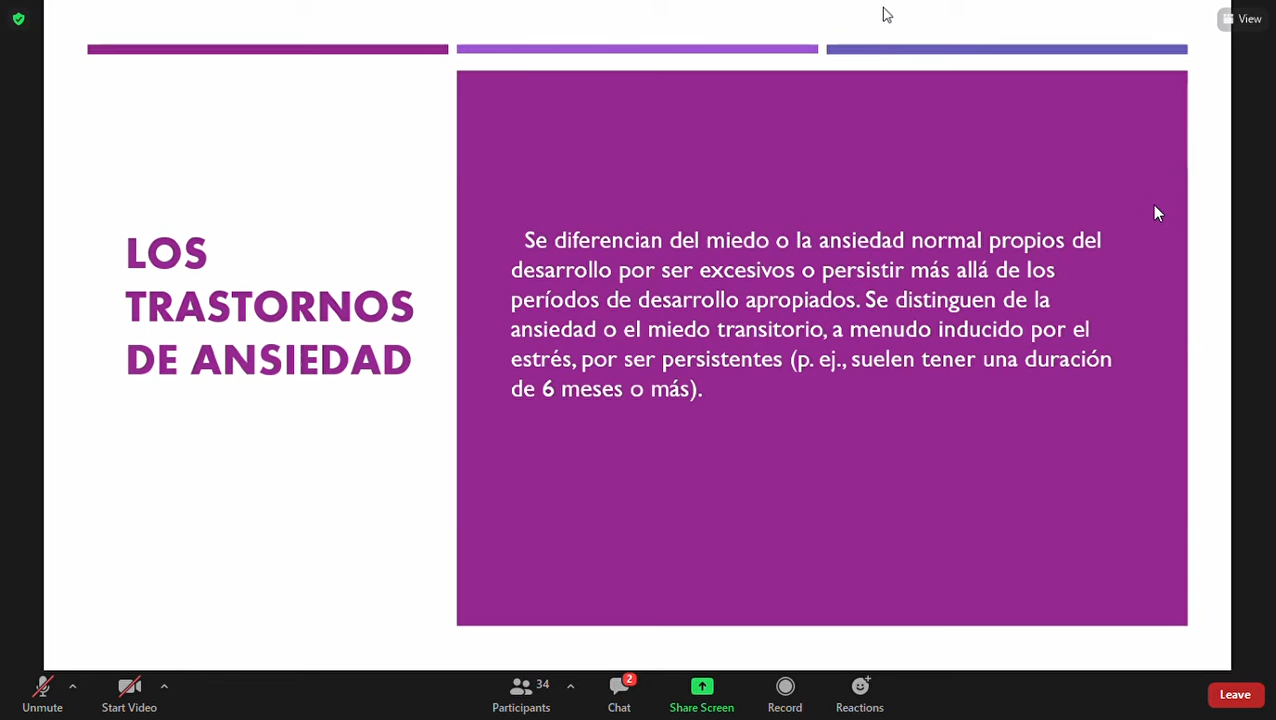 View
LOS
TRASTORNOS
DE ANSIEDAD
Se diferencian del miedo o la ansiedad normal propios del
desarrollo por ser excesivos o persistir más allá de los
períodos de desarrollo apropiados. Se distinguen de la
ansiedad o el miedo transitorio, a menudo inducido por el
estrés, por ser persistentes (p. ej., suelen tener una duración
de 6 meses o más).
34
2
Unmute
Start Video
Participants
Chat
Share Screen
Record
Reactions
Leave